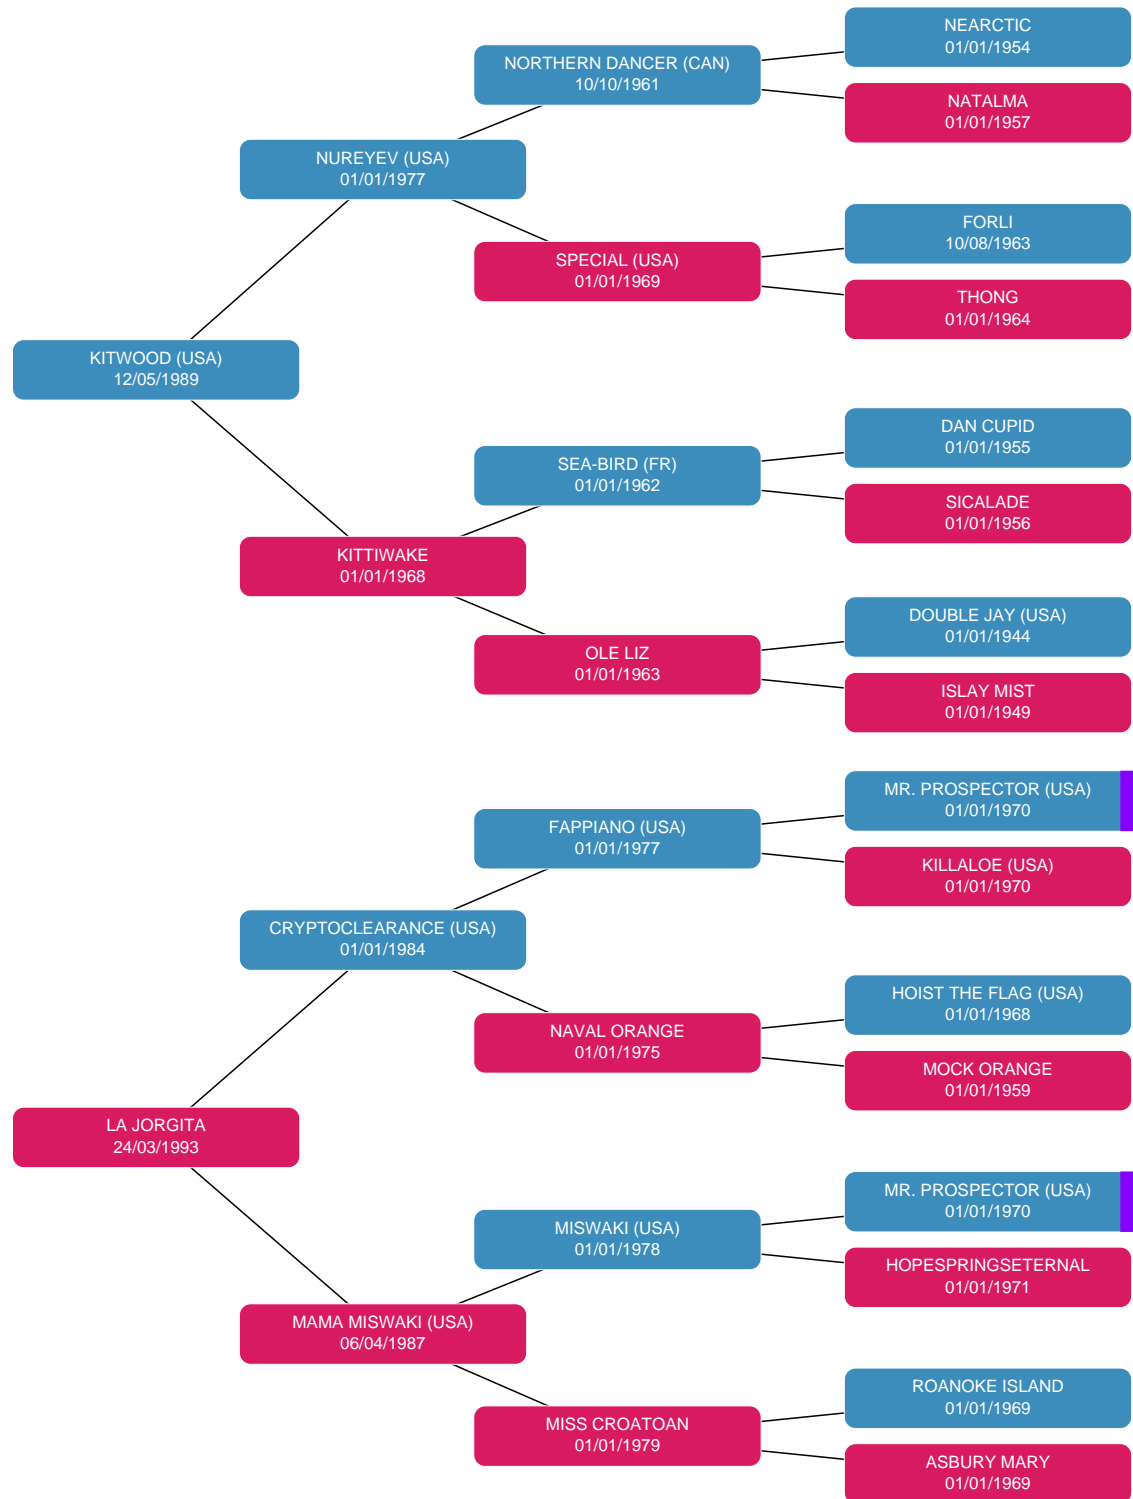 NEARCTIC
01/01/1954
NORTHERN DANCER (CAN)
10/10/1961
NATALMA
01/01/1957
NUREYEV (USA)
01/01/1977
FORLI
10/08/1963
SPECIAL (USA)
01/01/1969
THONG
01/01/1964
KITWOOD (USA)
12/05/1989
DAN CUPID
01/01/1955
SEA-BIRD (FR)
01/01/1962
SICALADE
01/01/1956
KITTIWAKE
01/01/1968
DOUBLE JAY (USA)
01/01/1944
OLE LIZ
01/01/1963
ISLAY MIST
01/01/1949
MR. PROSPECTOR (USA)
01/01/1970
FAPPIANO (USA)
01/01/1977
KILLALOE (USA)
01/01/1970
CRYPTOCLEARANCE (USA)
01/01/1984
HOIST THE FLAG (USA)
01/01/1968
NAVAL ORANGE
01/01/1975
MOCK ORANGE
01/01/1959
LA JORGITA
24/03/1993
MR. PROSPECTOR (USA)
01/01/1970
MISWAKI (USA)
01/01/1978
HOPESPRINGSETERNAL
01/01/1971
MAMA MISWAKI (USA)
06/04/1987
ROANOKE ISLAND
01/01/1969
MISS CROATOAN
01/01/1979
ASBURY MARY
01/01/1969